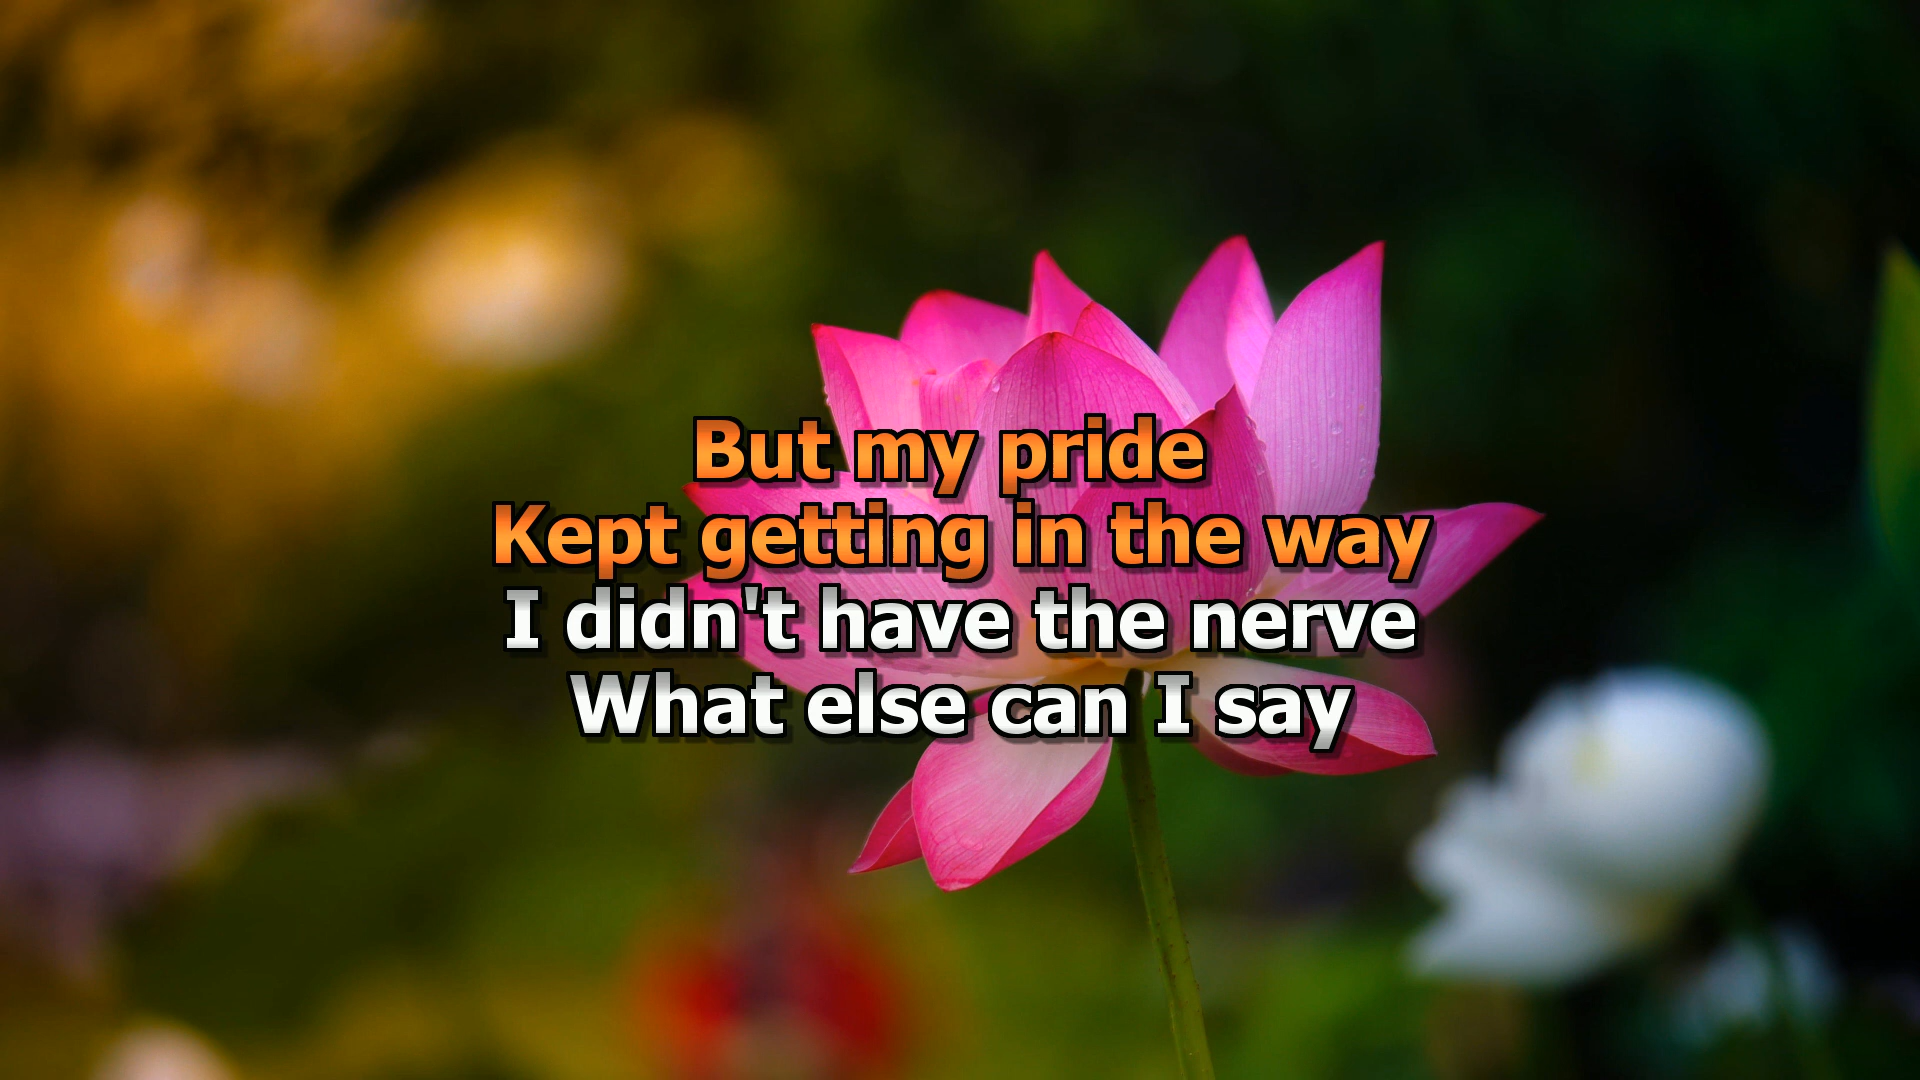 But my pride
Kept getting in the way
I didn't have the nerve
What else can I say